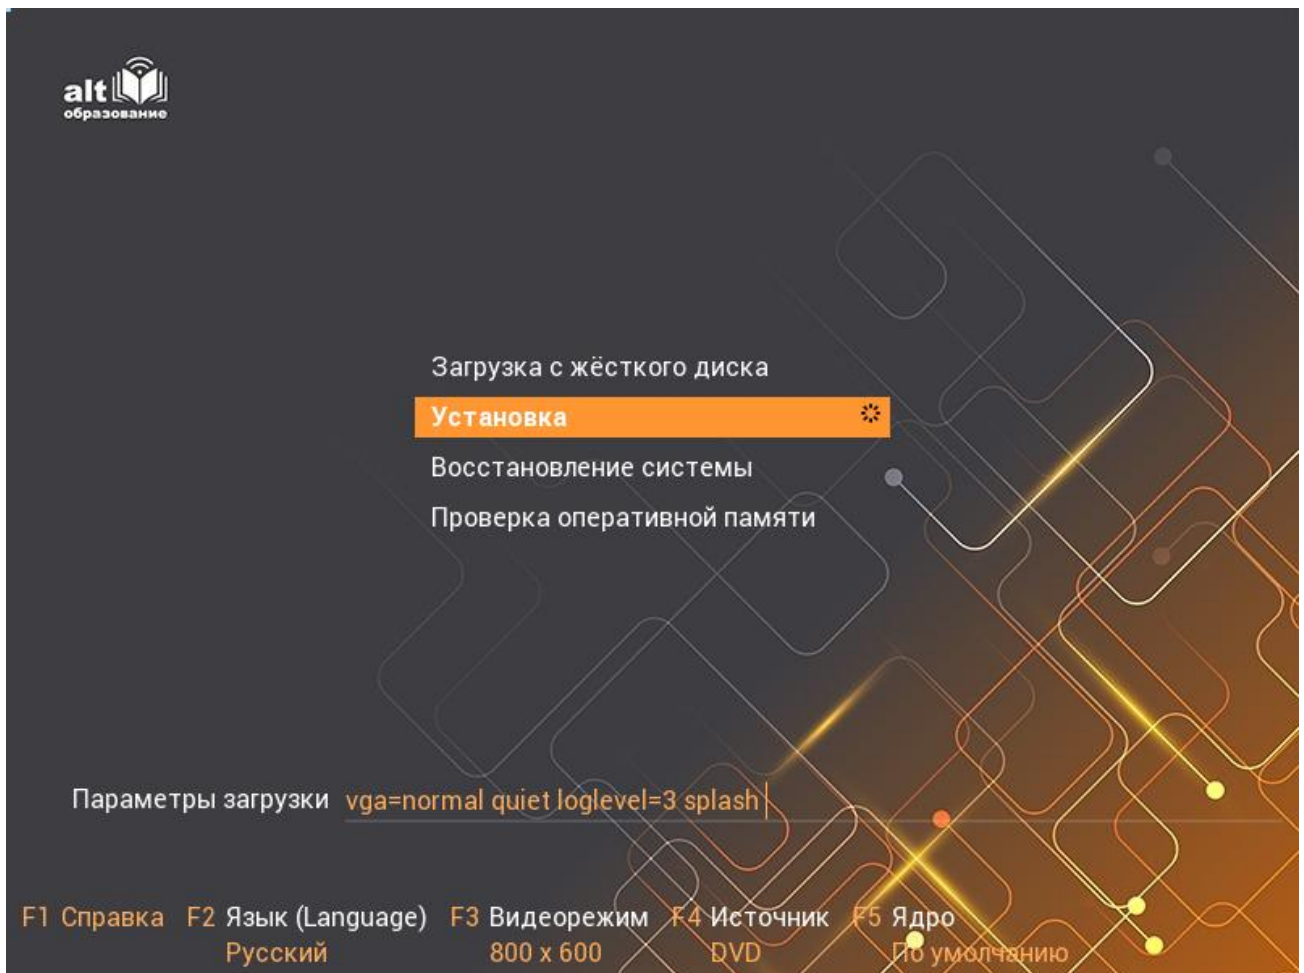 alt
образование
Загрузка с жёсткого диска
Установка
Восстановление системы
Проверка оперативной памяти
Параметры загрузки vga=normal quiet loglevel=3 splash
F1 Справка F2 Язык (Language) F3 Видеорежим F4 Источник F5 Ядро
Русский 800 x 600 DVD По умолчанию